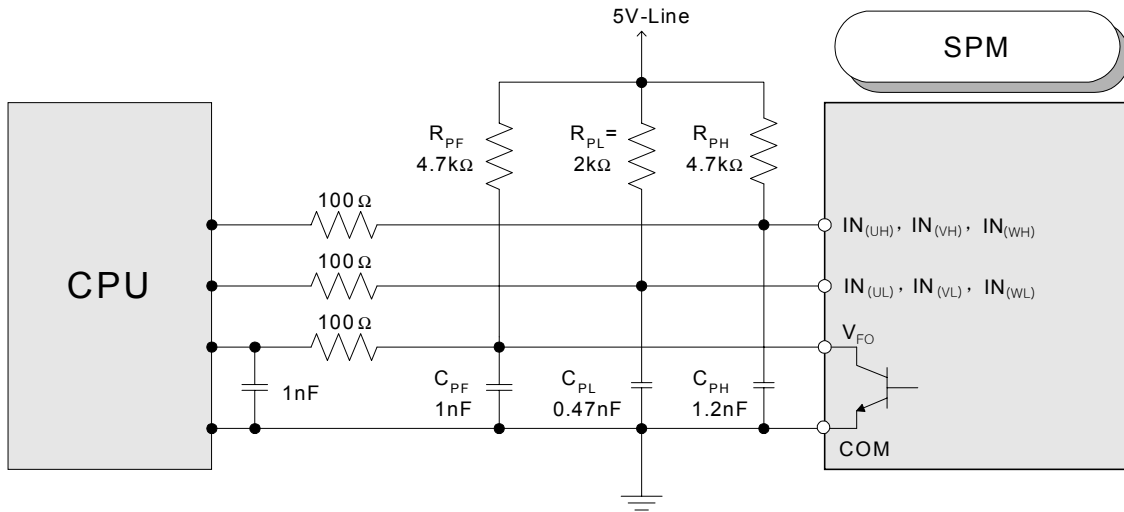 5V-Line
SPM
R_PF
4.7kΩ
R_PL=
2kΩ
R_PH
4.7kΩ
100Ω
IN(UH), IN(VH), IN(WH)
CPU
100Ω
IN(UL), IN(VL), IN(WL)
100Ω
V_FO
1nF
C_PF
1nF
C_PL
0.47nF
C_PH
1.2nF
COM